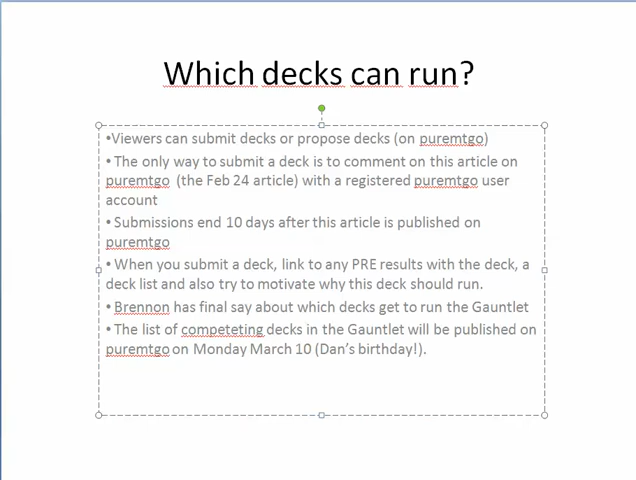 Which decks can run?
•Viewers can submit decks or propose decks (on puremtgo)
• The only way to submit a deck is to comment on this article on
puremtgo (the Feb 24 article) with a registered puremtgo user
account
• Submissions end 10 days after this article is published on
puremtgo
• When you submit a deck, link to any PRE results with the deck, a
deck list and also try to motivate why this deck should run.
• Brennon has final say about which decks get to run the Gauntlet
• The list of competeting decks in the Gauntlet will be published on
puremtgo on Monday March 10 (Dan's birthday!).